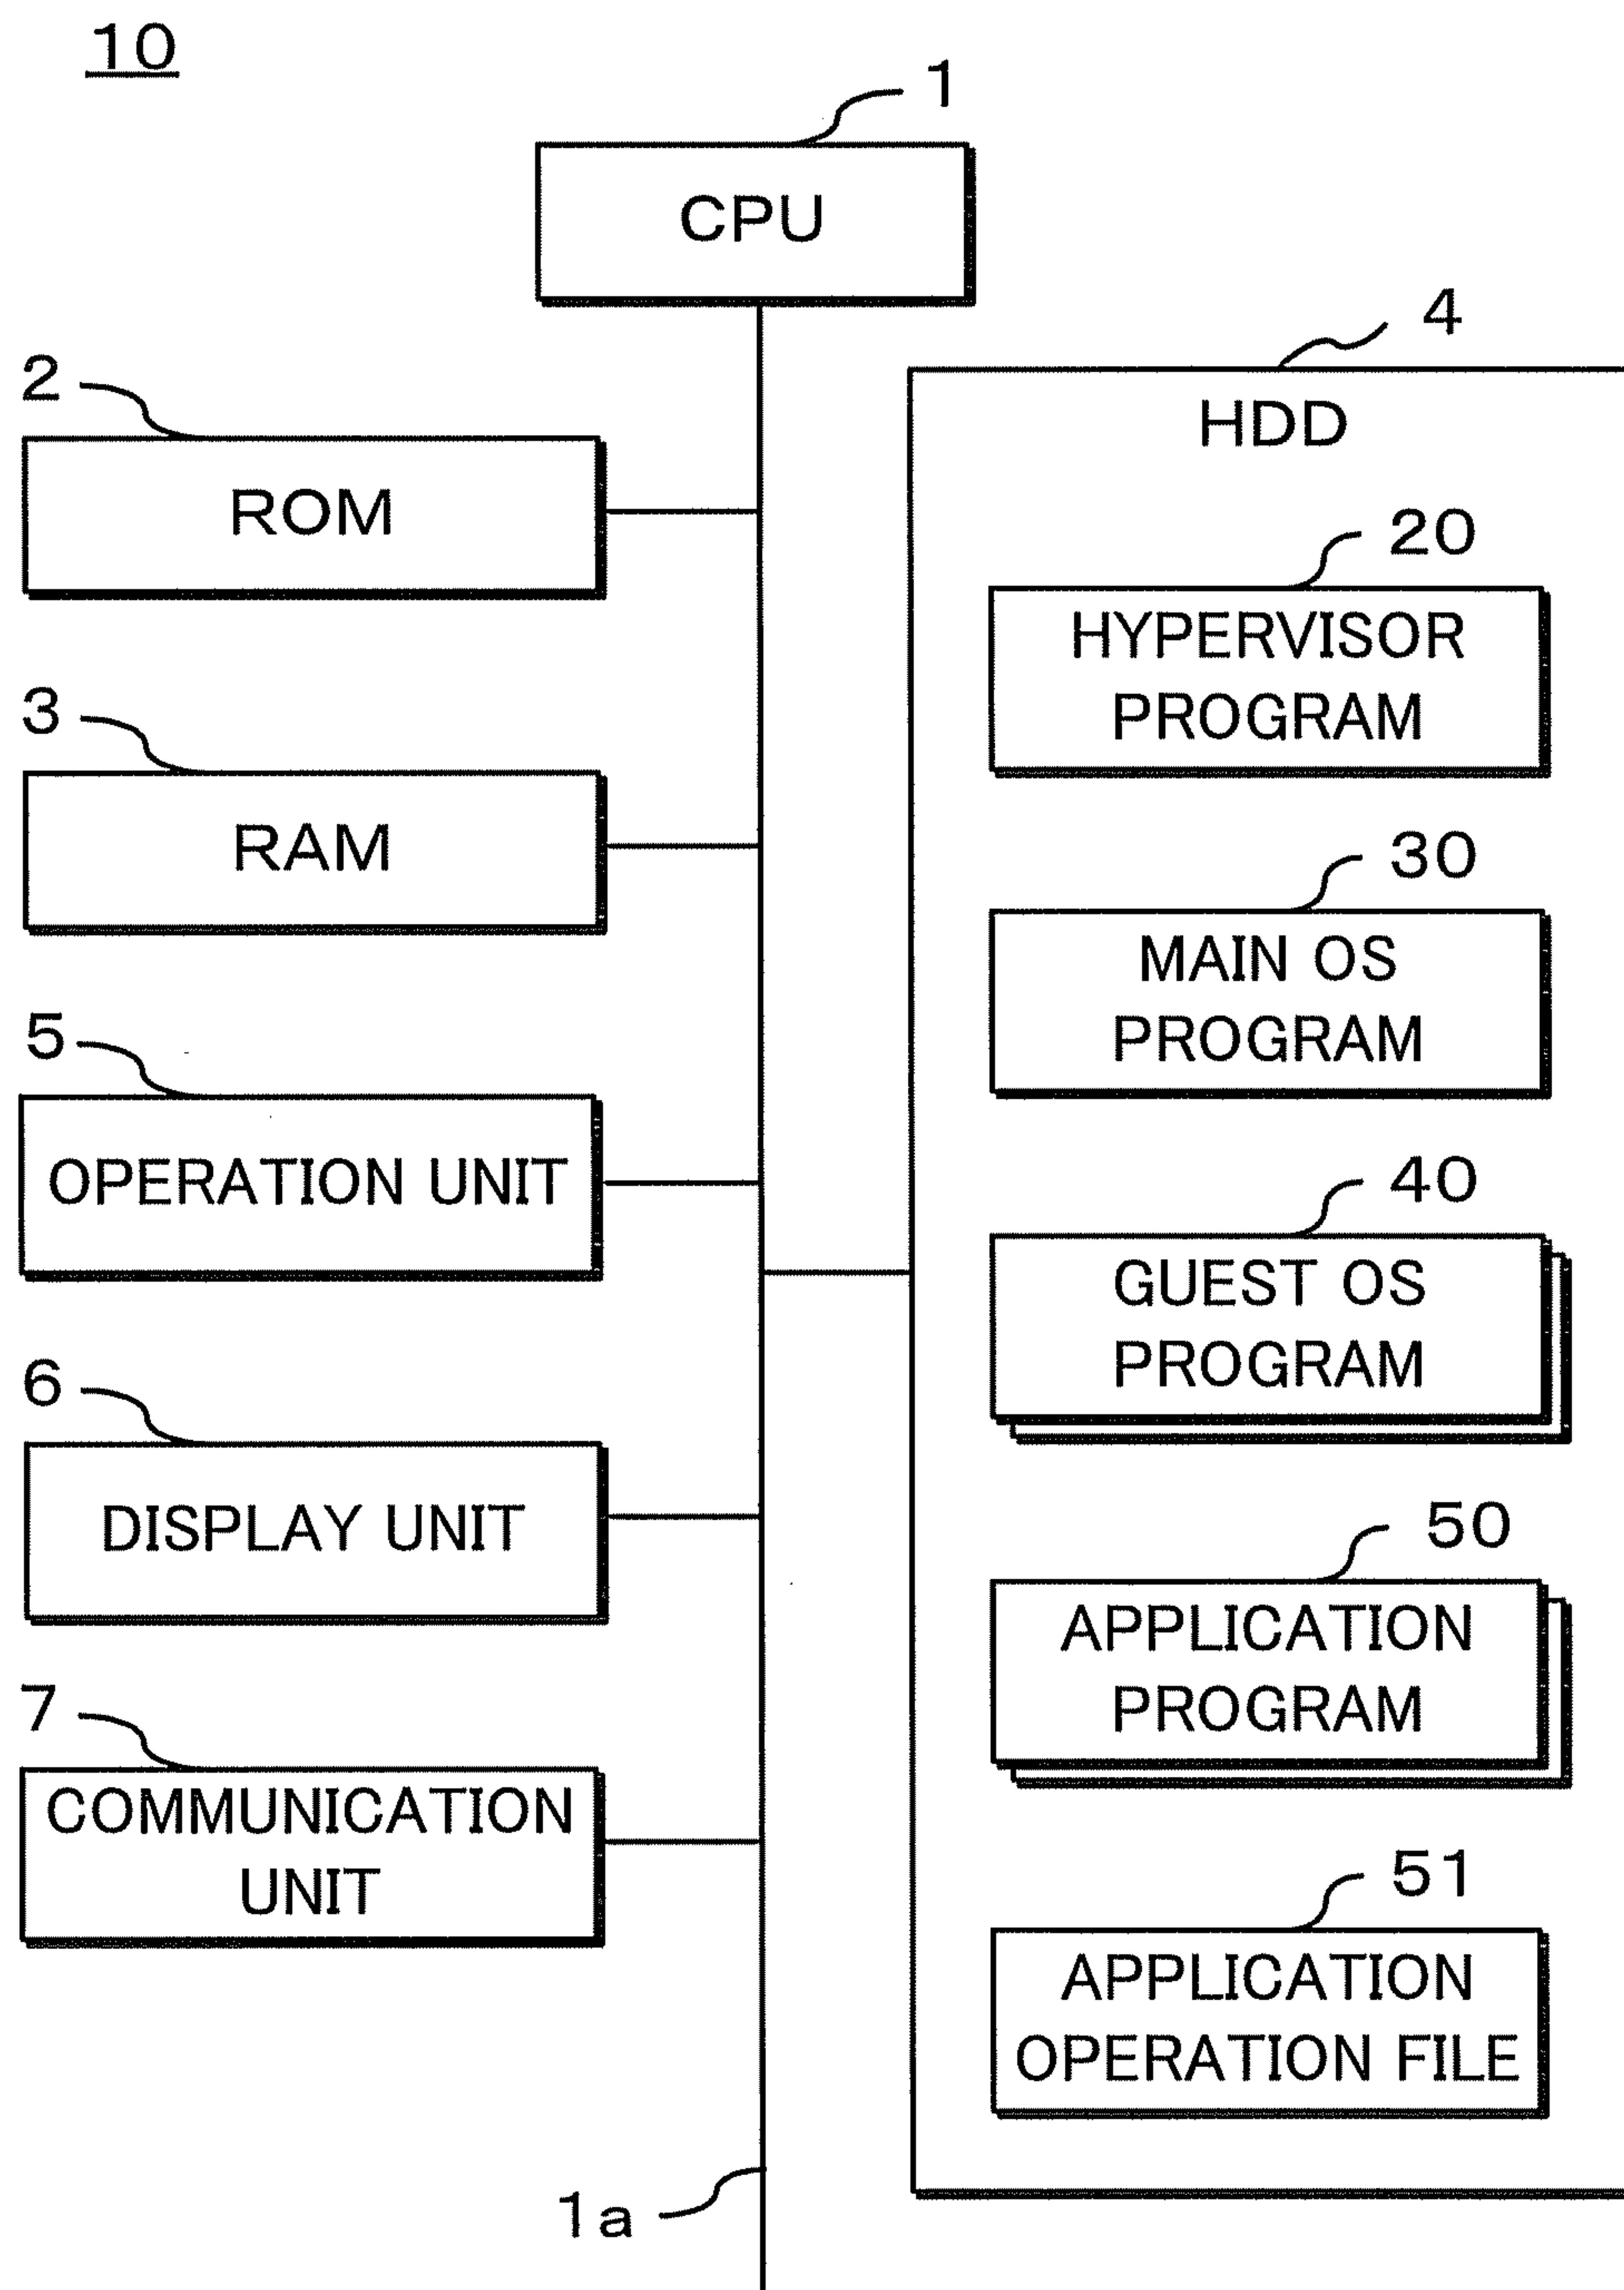 10
1
CPU
2
ROM
3
RAM
5
OPERATION UNIT
6
DISPLAY UNIT
7
COMMUNICATION
UNIT
1a
4
HDD
20
HYPERVISOR
PROGRAM
30
MAIN OS
PROGRAM
40
GUEST OS
PROGRAM
50
APPLICATION
PROGRAM
51
APPLICATION
OPERATION FILE